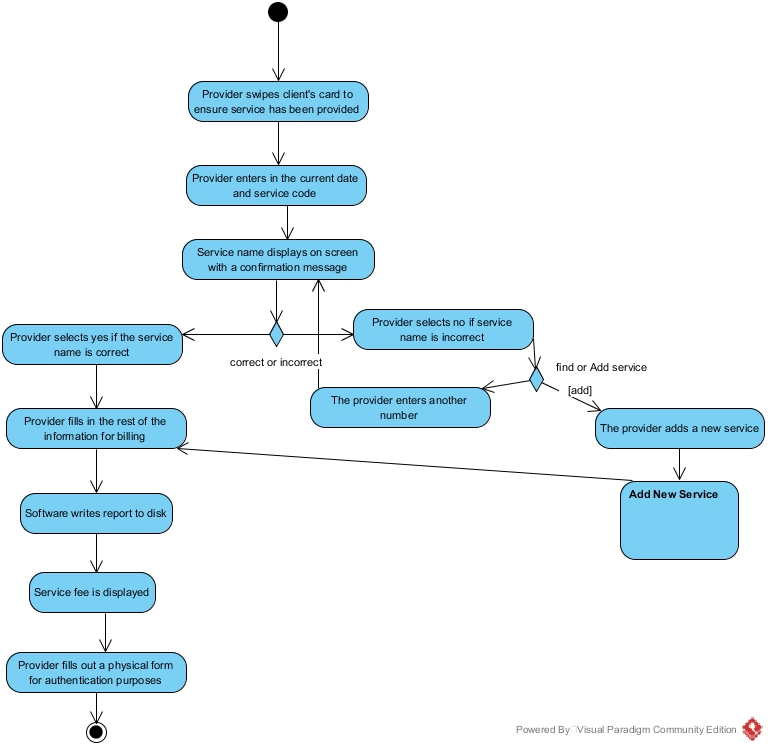 Provider swipes client's card to
ensure service has been provided
Provider enters in the current date
and service code
Service name displays on screen
with a confirmation message
Provider selects yes if the service
name is correct
correct or incorrect
Provider selects no if service
name is incorrect
find or Add service
[add]
The provider enters another
number
The provider adds a new service
Provider fills in the rest of the
information for billing
Add New Service
Software writes report to disk
Service fee is displayed
Provider fills out a physical form
for authentication purposes
Powered By Visual Paradigm Community Edition